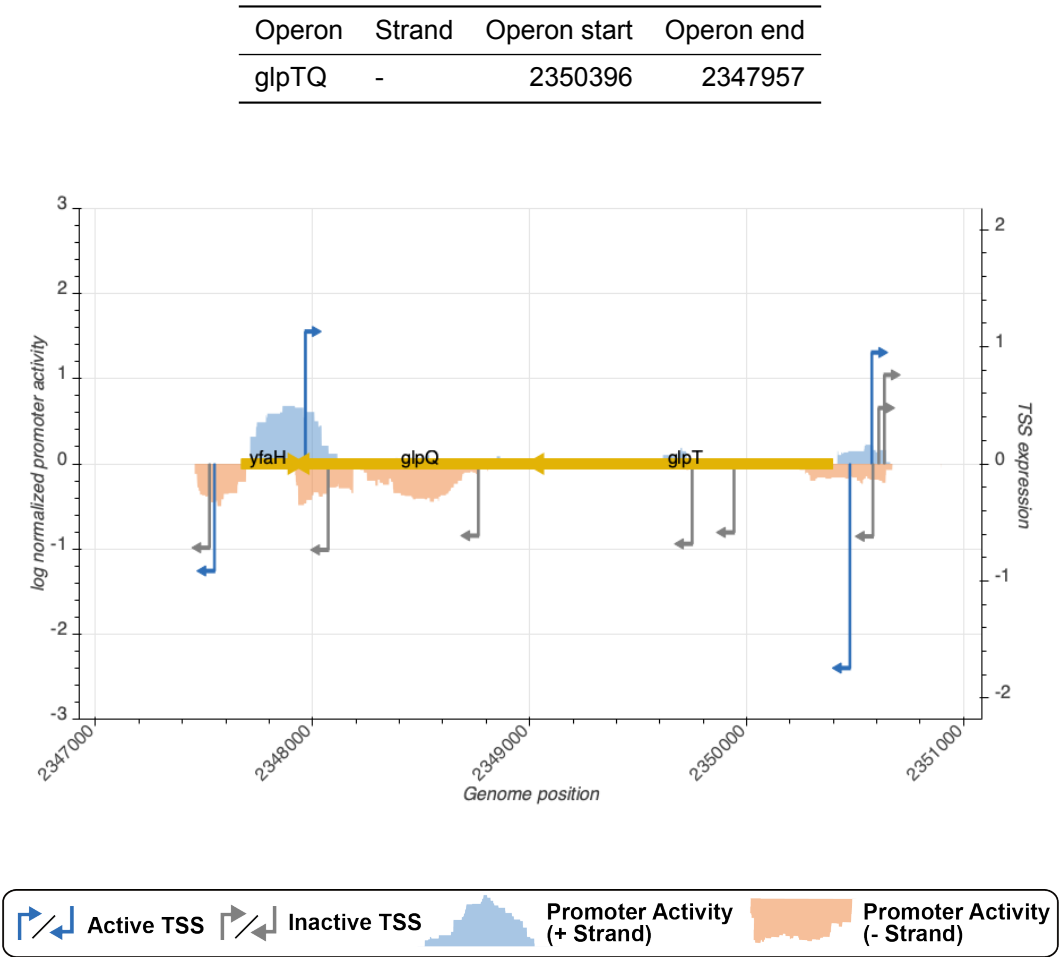 Operon Strand Operon start Operon end
glpTQ - 2350396 2347957
3
2
1
0
-1
-2
-3
log normalized promoter activity
2
1
0
-1
-2
TSS expression
yfaH glpQ glpT
2347000 2348000 2349000 2350000 2351000
Genome position
Active TSS Inactive TSS Promoter Activity Promoter Activity
(+ Strand) (- Strand)